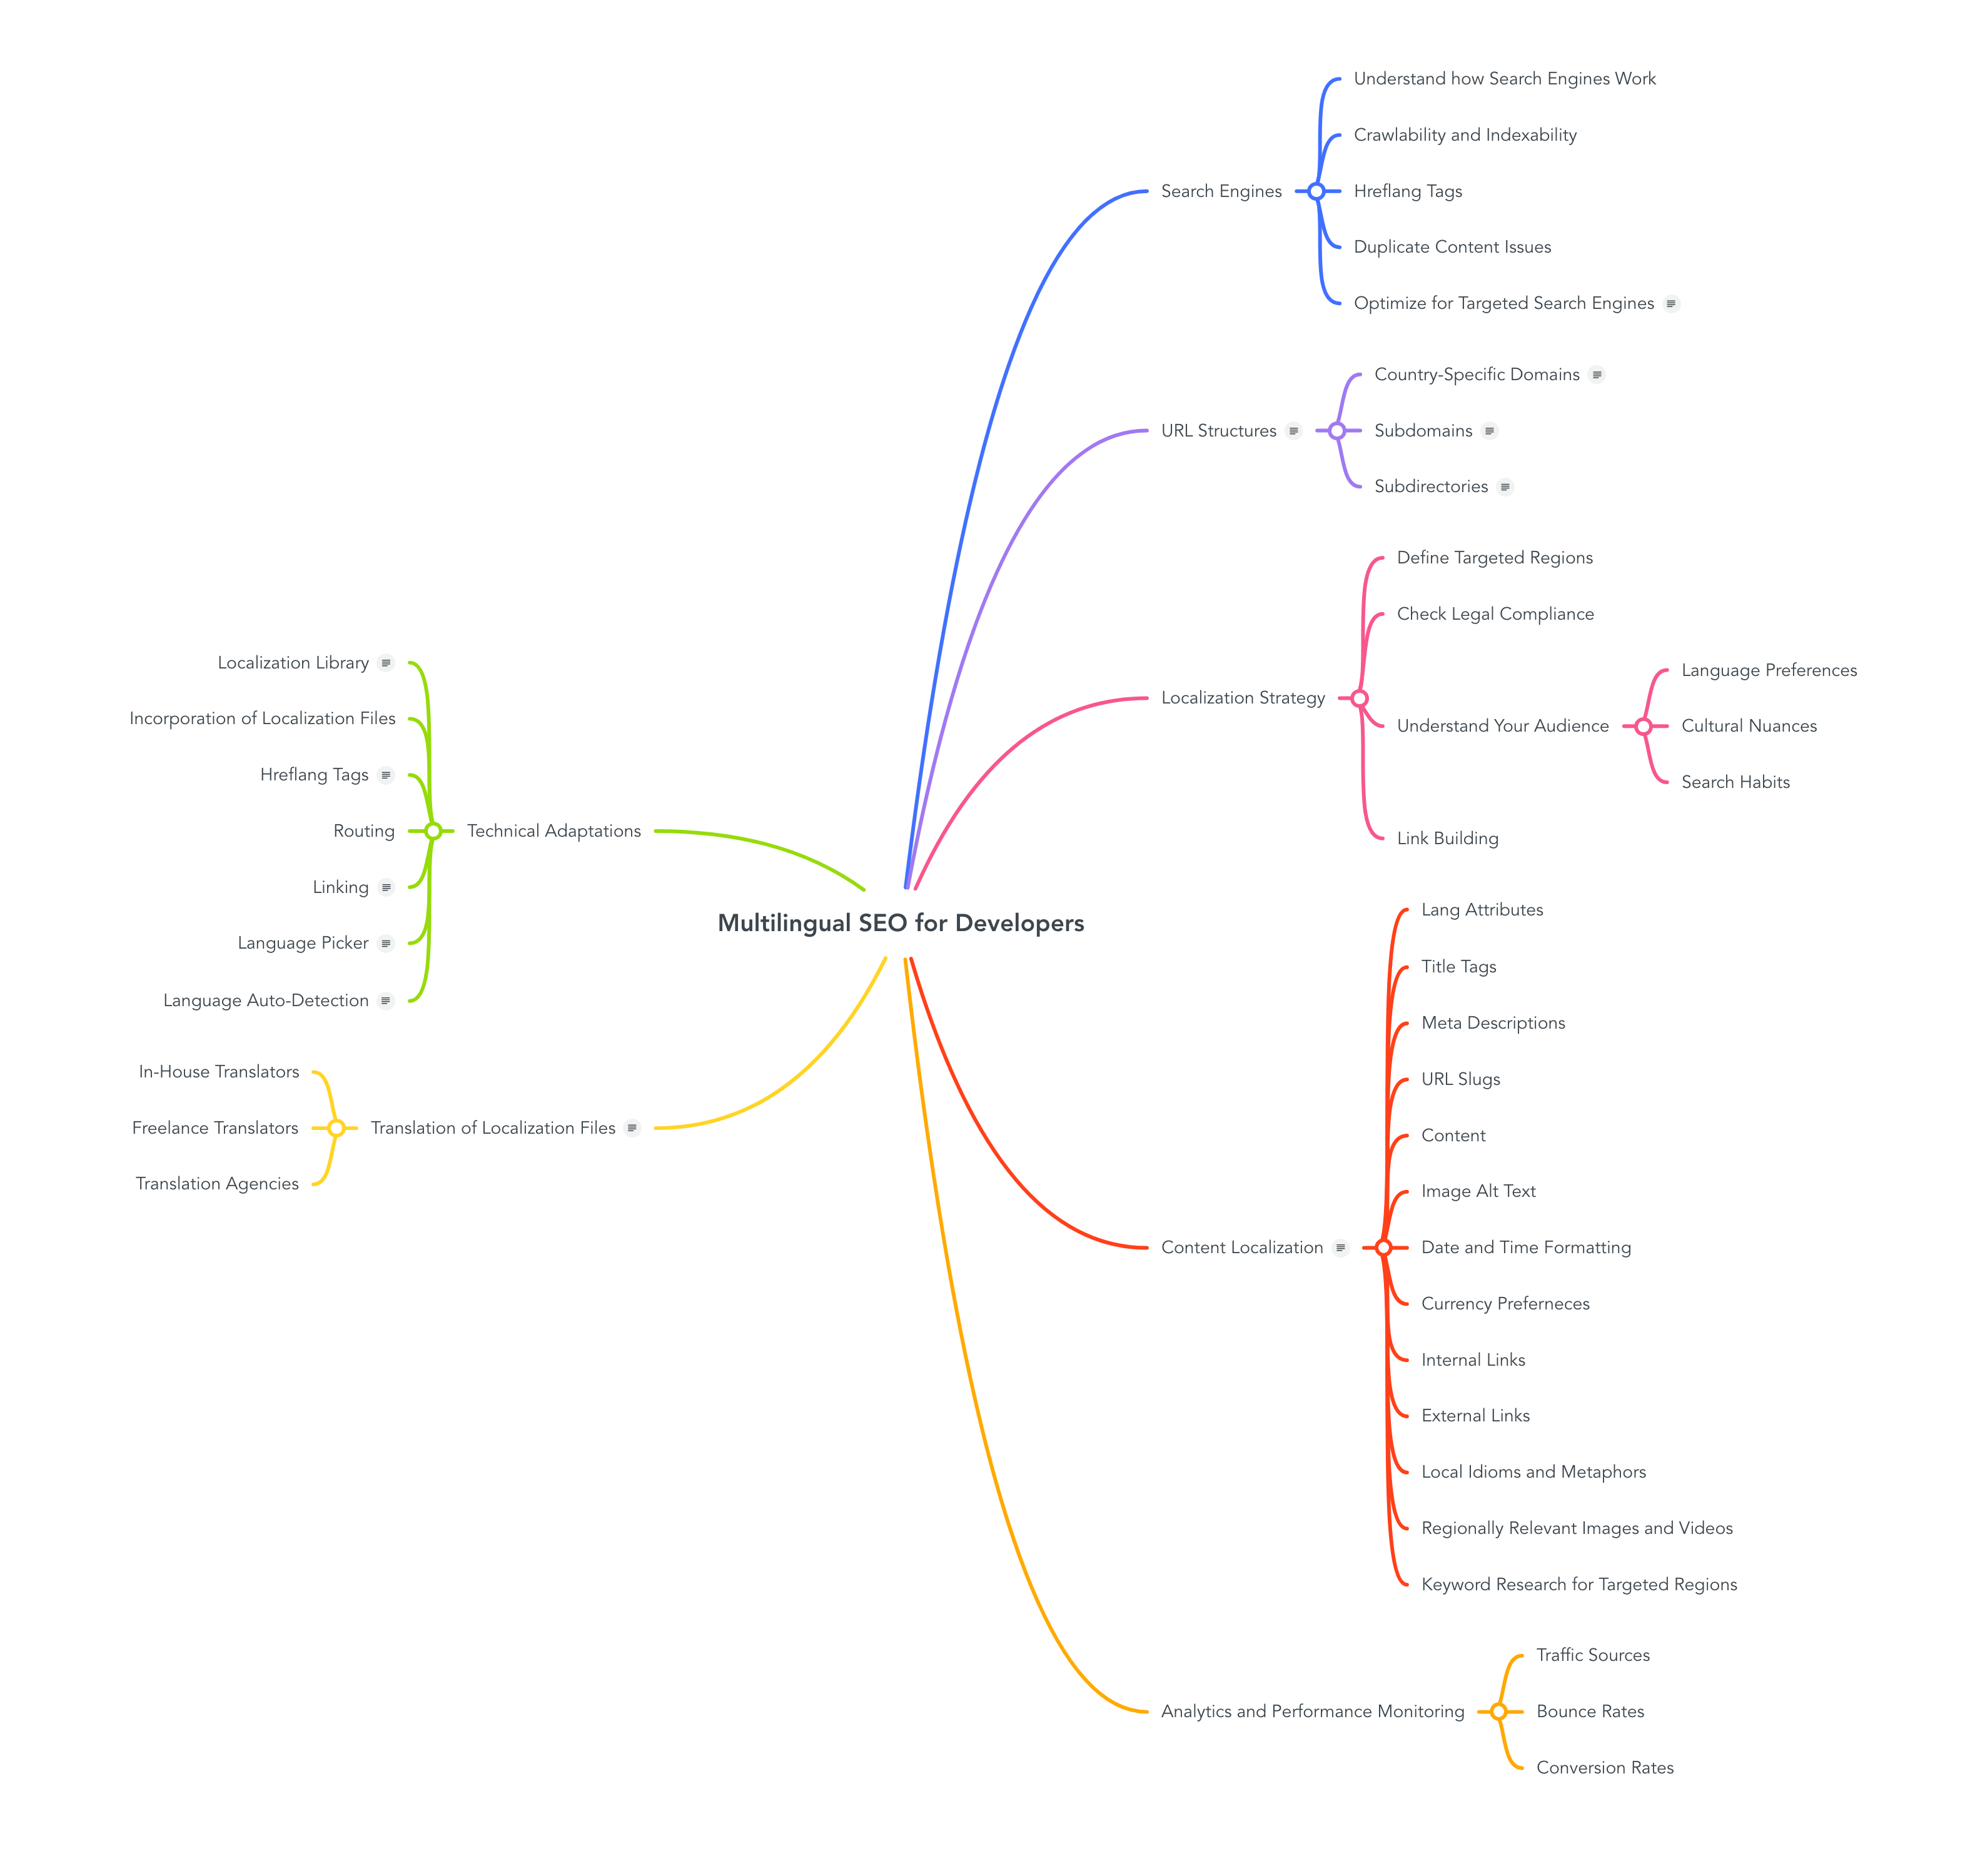 Multilingual SEO for Developers
Search Engines
Understand how Search Engines Work
Crawlability and Indexability
Hreflang Tags
Duplicate Content Issues
Optimize for Targeted Search Engines
URL Structures
Country-Specific Domains
Subdomains
Subdirectories
Localization Strategy
Define Targeted Regions
Check Legal Compliance
Understand Your Audience
Language Preferences
Cultural Nuances
Search Habits
Link Building
Content Localization
Lang Attributes
Title Tags
Meta Descriptions
URL Slugs
Content
Image Alt Text
Date and Time Formatting
Currency Preferneces
Internal Links
External Links
Local Idioms and Metaphors
Regionally Relevant Images and Videos
Keyword Research for Targeted Regions
Analytics and Performance Monitoring
Traffic Sources
Bounce Rates
Conversion Rates
Technical Adaptations
Localization Library
Incorporation of Localization Files
Hreflang Tags
Routing
Linking
Language Picker
Language Auto-Detection
Translation of Localization Files
In-House Translators
Freelance Translators
Translation Agencies